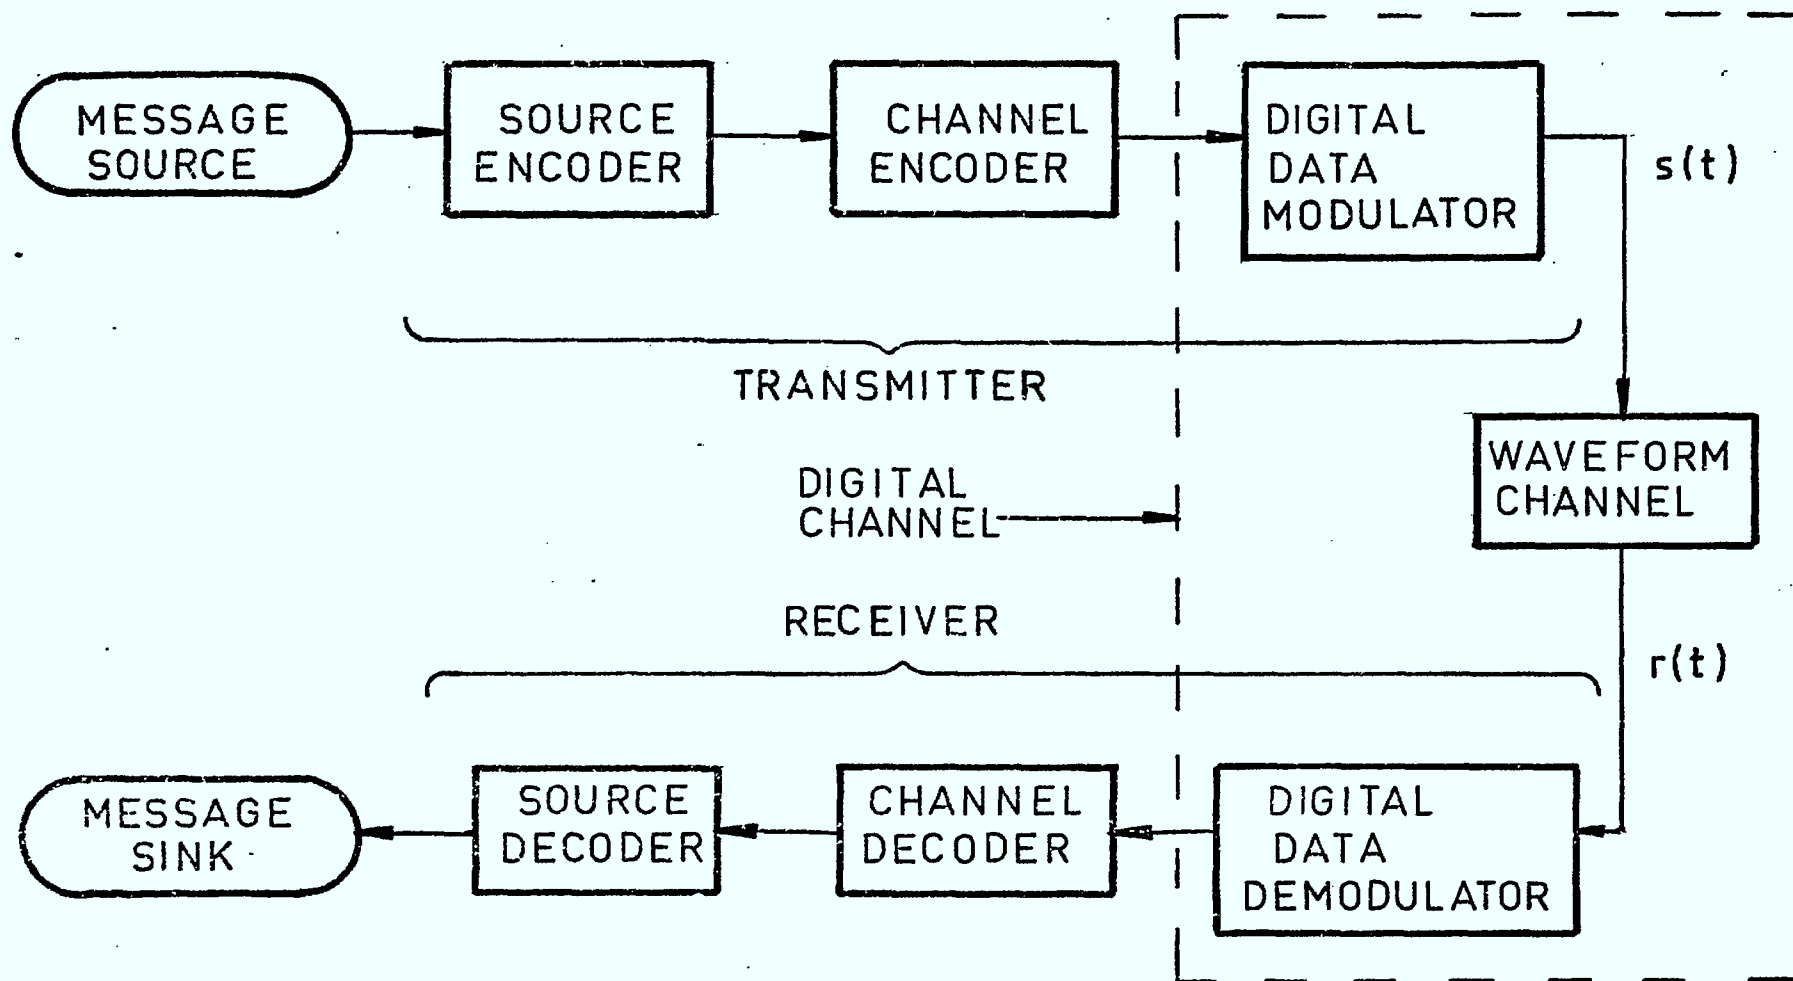 MESSAGE
SOURCE
SOURCE
ENCODER
CHANNEL
ENCODER
DIGITAL
DATA
MODULATOR
s(t)
TRANSMITTER
WAVEFORM
CHANNEL
DIGITAL
CHANNEL
RECEIVER
r(t)
MESSAGE
SINK
SOURCE
DECODER
CHANNEL
DECODER
DIGITAL
DATA
DEMODULATOR